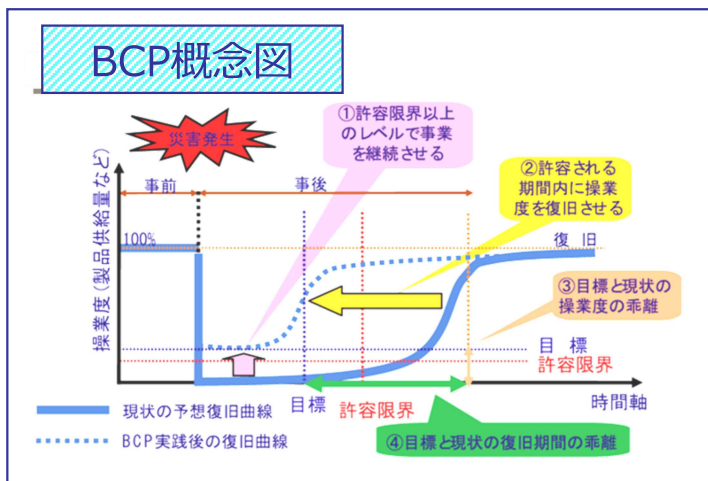 BCP概念図
災害発生
①許容限界以上
のレベルで事業
を継続させる
②許容される
期間内に操業
度を復旧させる
事前
事後
操業度(製品供給量など)
100%
復旧
③目標と現状の
操業度の乖離
目標
許容限界
目標
許容限界
時間軸
現状の予想復旧曲線
BCP実践後の復旧曲線
④目標と現状の復旧期間の乖離